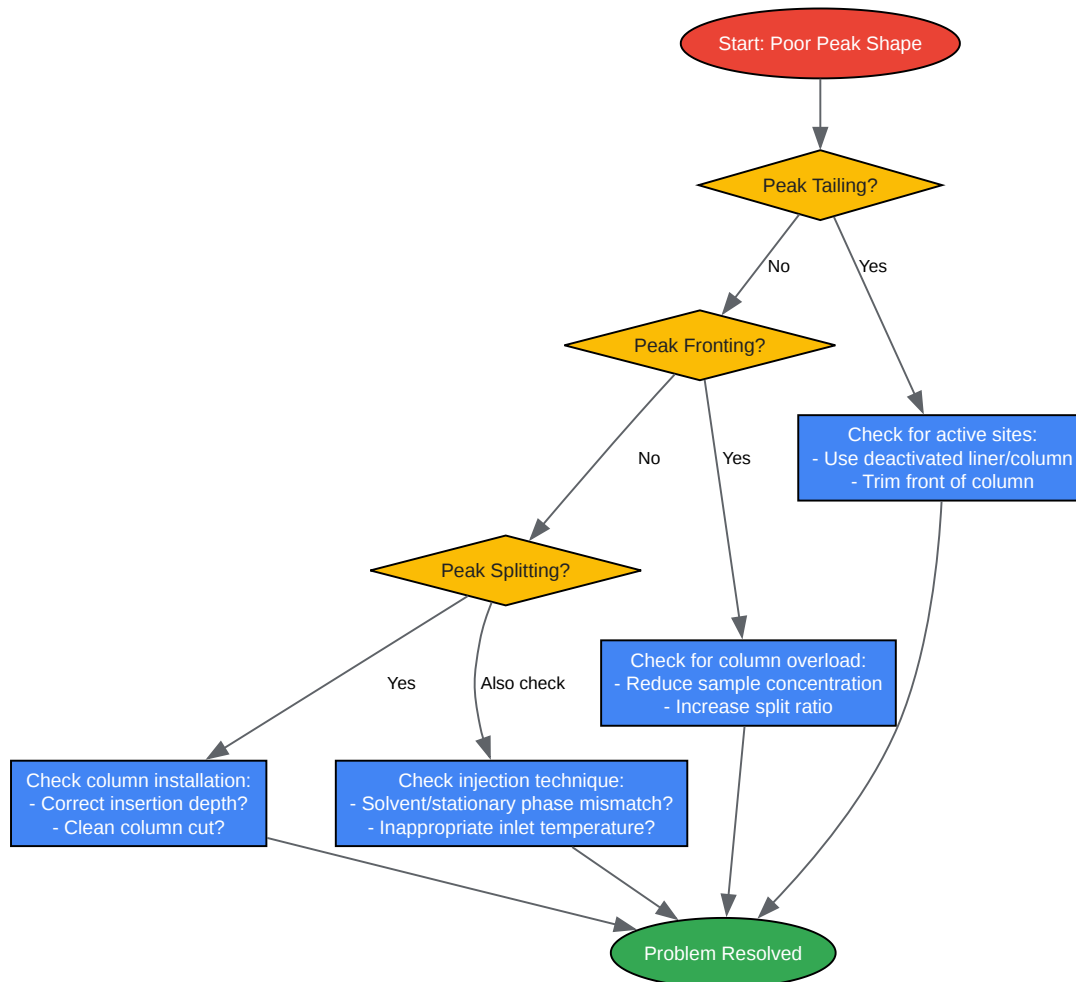 Start: Poor Peak Shape
Peak Tailing?
No
Yes
Peak Fronting?
Check for active sites:
- Use deactivated liner/column
- Trim front of column
No
Yes
Peak Splitting?
Check for column overload:
- Reduce sample concentration
- Increase split ratio
Yes
Also check
Check column installation:
- Correct insertion depth?
- Clean column cut?
Check injection technique:
- Solvent/stationary phase mismatch?
- Inappropriate inlet temperature?
Problem Resolved